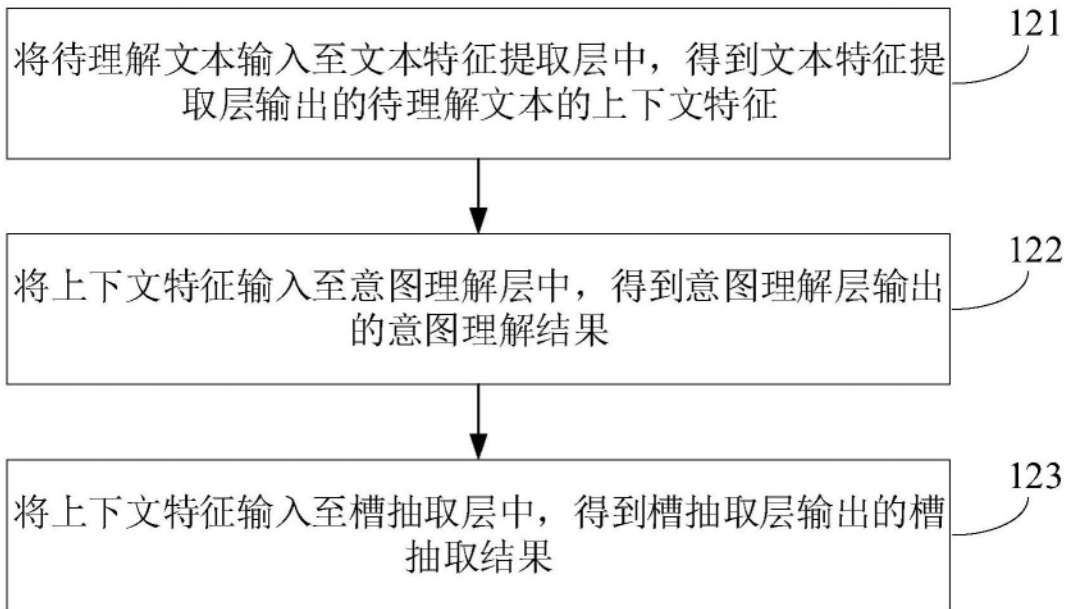 121
将待理解文本输入至文本特征提取层中，得到文本特征提
取层输出的待理解文本的上下文特征
122
将上下文特征输入至意图理解层中，得到意图理解层输出
的意图理解结果
123
将上下文特征输入至槽抽取层中，得到槽抽取层输出的槽
抽取结果